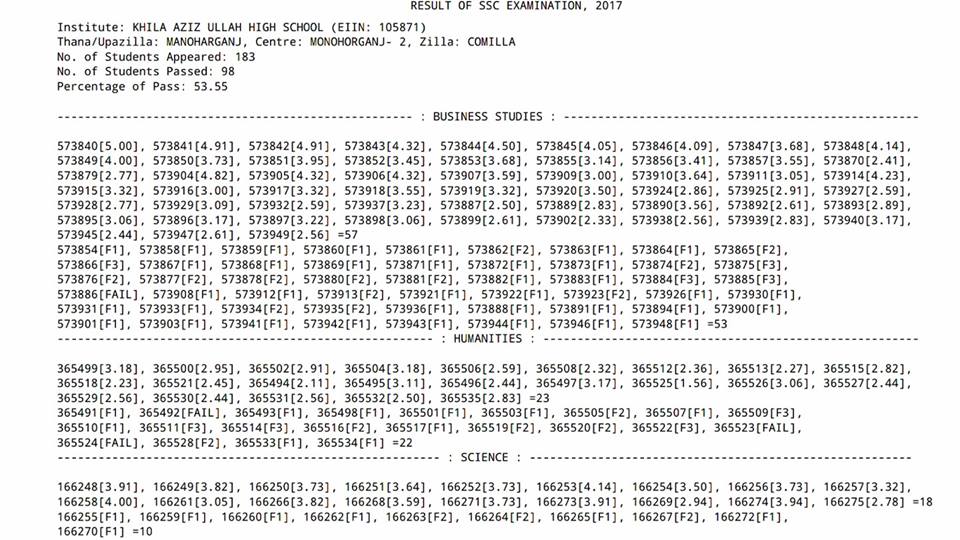 RESULT OF SSC EXAMINATION, 2017
Institute: KHILA AZIZ ULLAH HIGH SCHOOL (EIIN: 105871)
Thana/Upazilla: MANOHARGANJ, Centre: MONOHORGANJ- 2, Zilla: COMILLA
No. of Students Appeared: 183
No. of Students Passed: 98
Percentage of Pass: 53.55
---------------------------------------------------- : BUSINESS STUDIES : ----------------------------------------------------
573840[5.00], 573841[4.91], 573842[4.91], 573843[4.32], 573844[4.50], 573845[4.05], 573846[4.09], 573847[3.68], 573848[4.14],
573849[4.00], 573850[3.73], 573851[3.95], 573852[3.45], 573853[3.68], 573855[3.14], 573856[3.41], 573857[3.55], 573870[2.41],
573879[2.77], 573904[4.82], 573905[4.32], 573906[4.32], 573907[3.59], 573909[3.00], 573910[3.64], 573911[3.05], 573914[4.23],
573915[3.32], 573916[3.00], 573917[3.32], 573918[3.55], 573919[3.32], 573920[3.50], 573924[2.86], 573925[2.91], 573927[2.59],
573928[2.77], 573929[3.09], 573932[2.59], 573937[3.23], 573887[2.50], 573889[2.83], 573890[3.56], 573892[2.61], 573893[2.89],
573895[3.06], 573896[3.17], 573897[3.22], 573898[3.06], 573899[2.61], 573902[2.33], 573938[2.56], 573939[2.83], 573940[3.17],
573945[2.44], 573947[2.61], 573949[2.56] =57
573854[F1], 573858[F1], 573859[F1], 573860[F1], 573861[F1], 573862[F2], 573863[F1], 573864[F1], 573865[F2],
573866[F3], 573867[F1], 573868[F1], 573869[F1], 573871[F1], 573872[F1], 573873[F1], 573874[F2], 573875[F3],
573876[F2], 573877[F2], 573878[F2], 573880[F2], 573881[F2], 573882[F1], 573883[F1], 573884[F3], 573885[F3],
573886[FAIL], 573908[F1], 573912[F1], 573913[F2], 573921[F1], 573922[F1], 573923[F2], 573926[F1], 573930[F1],
573931[F1], 573933[F1], 573934[F2], 573935[F2], 573936[F1], 573888[F1], 573891[F1], 573894[F1], 573900[F1],
573901[F1], 573903[F1], 573941[F1], 573942[F1], 573943[F1], 573944[F1], 573946[F1], 573948[F1] =53
------------------------------------------------------- : HUMANITIES : -------------------------------------------------------
365499[3.18], 365500[2.95], 365502[2.91], 365504[3.18], 365506[2.59], 365508[2.32], 365512[2.36], 365513[2.27], 365515[2.82],
365518[2.23], 365521[2.45], 365494[2.11], 365495[3.11], 365496[2.44], 365497[3.17], 365525[1.56], 365526[3.06], 365527[2.44],
365529[2.56], 365530[2.44], 365531[2.56], 365532[2.50], 365535[2.83] =23
365491[F1], 365492[FAIL], 365493[F1], 365498[F1], 365501[F1], 365503[F1], 365505[F2], 365507[F1], 365509[F3],
365510[F1], 365511[F3], 365514[F3], 365516[F2], 365517[F1], 365519[F2], 365520[F2], 365522[F3], 365523[FAIL],
365524[FAIL], 365528[F2], 365533[F1], 365534[F1] =22
-------------------------------------------------------- : SCIENCE : --------------------------------------------------------
166248[3.91], 166249[3.82], 166250[3.73], 166251[3.64], 166252[3.73], 166253[4.14], 166254[3.50], 166256[3.73], 166257[3.32],
166258[4.00], 166261[3.05], 166266[3.82], 166268[3.59], 166271[3.73], 166273[3.91], 166269[2.94], 166274[3.94], 166275[2.78] =18
166255[F1], 166259[F1], 166260[F1], 166262[F1], 166263[F2], 166264[F2], 166265[F1], 166267[F2], 166272[F1],
166270[F1] =10